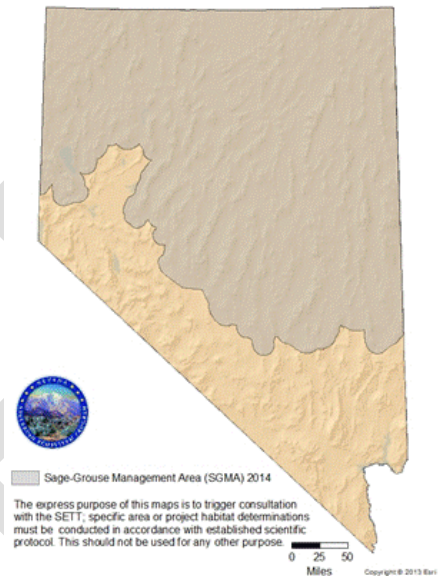 NEVADA
Sage-Grouse Management Area (SGMA) 2014
The express purpose of this maps is to trigger consultation
with the SETT; specific area or project habitat determinations
must be conducted in accordance with established scientific
protocol. This should not be used for any other purpose.
0 25 50
Miles
Copyright © 2013 Esri